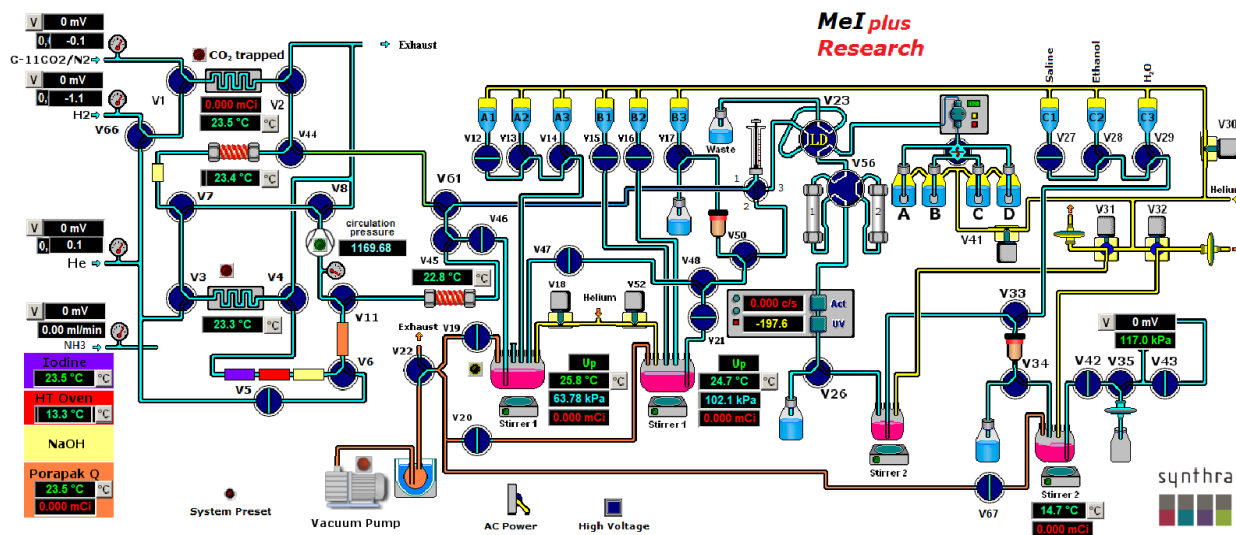 MeI plus
Research
V
0 mV
-0.1
C-11CO2/N2
V
0 mV
0,
-1.1
H2
V66
V1
CO2 trapped
0.000 mCi
23.5 °C
°C
V2
V44
Exhaust
23.4 °C
°C
V7
V8
circulation
pressure
1169.68
V
0 mV
0,
0.1
He
V3
V4
23.3 °C
°C
V
0 mV
0.00 ml/min
NH3
V11
V6
V5
Iodine
23.5 °C
°C
HT Oven
13.3 °C
°C
NaOH
Porapak Q
23.5 °C
°C
0.000 mCi
System Preset
Vacuum Pump
AC Power
High Voltage
V61
V46
V45
22.8 °C
°C
Exhaust
V22
V19
V20
V47
V18
Helium
V52
Up
25.8 °C
°C
63.78 kPa
0.000 mCi
Stirrer 1
Up
24.7 °C
°C
102.1 kPa
0.000 mCi
Stirrer 1
A1
A2
A3
B1
B2
B3
V12
V13
V14
V15
V16
V17
Waste
1
2
3
V23
LD
V56
1
2
V50
V48
V21
0.000 c/s
Act
-197.6
UV
V26
A
B
C
D
V41
Saline
Ethanol
H2O
C1
C2
C3
V27
V28
V29
V30
Helium
V31
V32
V33
V34
Stirrer 2
V
0 mV
117.0 kPa
V42
V35
V43
V67
Stirrer 2
14.7 °C
°C
0.000 mCi
synthra